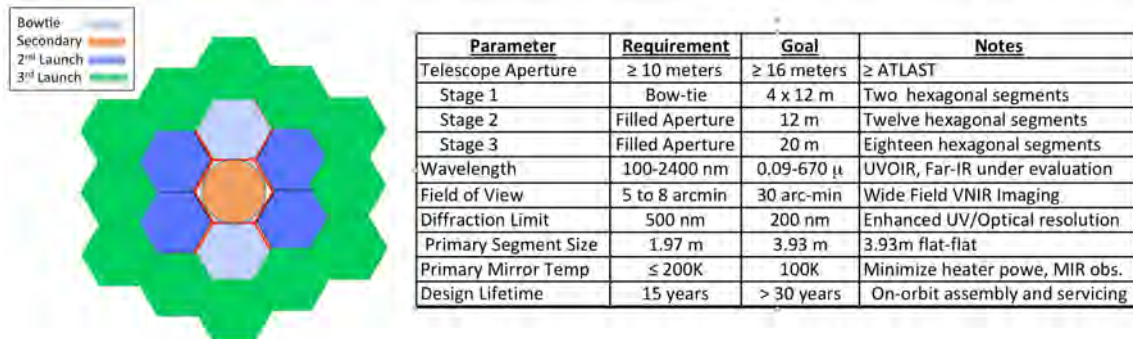 Bowtie
Secondary
2nd Launch
3rd Launch
Parameter Requirement Goal Notes
Telescope Aperture ≥ 10 meters ≥ 16 meters ≥ ATLAST
Stage 1 Bow-tie 4 x 12 m Two hexagonal segments
Stage 2 Filled Aperture 12 m Twelve hexagonal segments
Stage 3 Filled Aperture 20 m Eighteen hexagonal segments
Wavelength 100-2400 nm 0.09-670 μ UVOIR, Far-IR under evaluation
Field of View 5 to 8 arcmin 30 arc-min Wide Field VNIR Imaging
Diffraction Limit 500 nm 200 nm Enhanced UV/Optical resolution
Primary Segment Size 1.97 m 3.93 m 3.93m flat-flat
Primary Mirror Temp ≤ 200K 100K Minimize heater powe, MIR obs.
Design Lifetime 15 years > 30 years On-orbit assembly and servicing